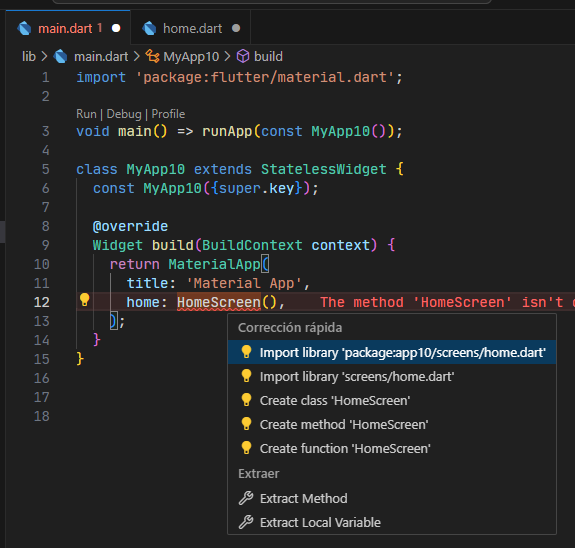 main.dart 1
home.dart
lib > main.dart > MyApp10 > build
1 import 'package:flutter/material.dart';
2
Run | Debug | Profile
3 void main() => runApp(const MyApp10());
4
5 class MyApp10 extends StatelessWidget {
6 const MyApp10({super.key});
7
8 @override
9 Widget build(BuildContext context) {
10 return MaterialApp(
11 title: 'Material App',
12 home: HomeScreen(), The method 'HomeScreen' isn't
13 );
14 }
15 }
16
17
18
Corrección rápida
Import library 'package:app10/screens/home.dart'
Import library 'screens/home.dart'
Create class 'HomeScreen'
Create method 'HomeScreen'
Create function 'HomeScreen'
Extraer
Extract Method
Extract Local Variable